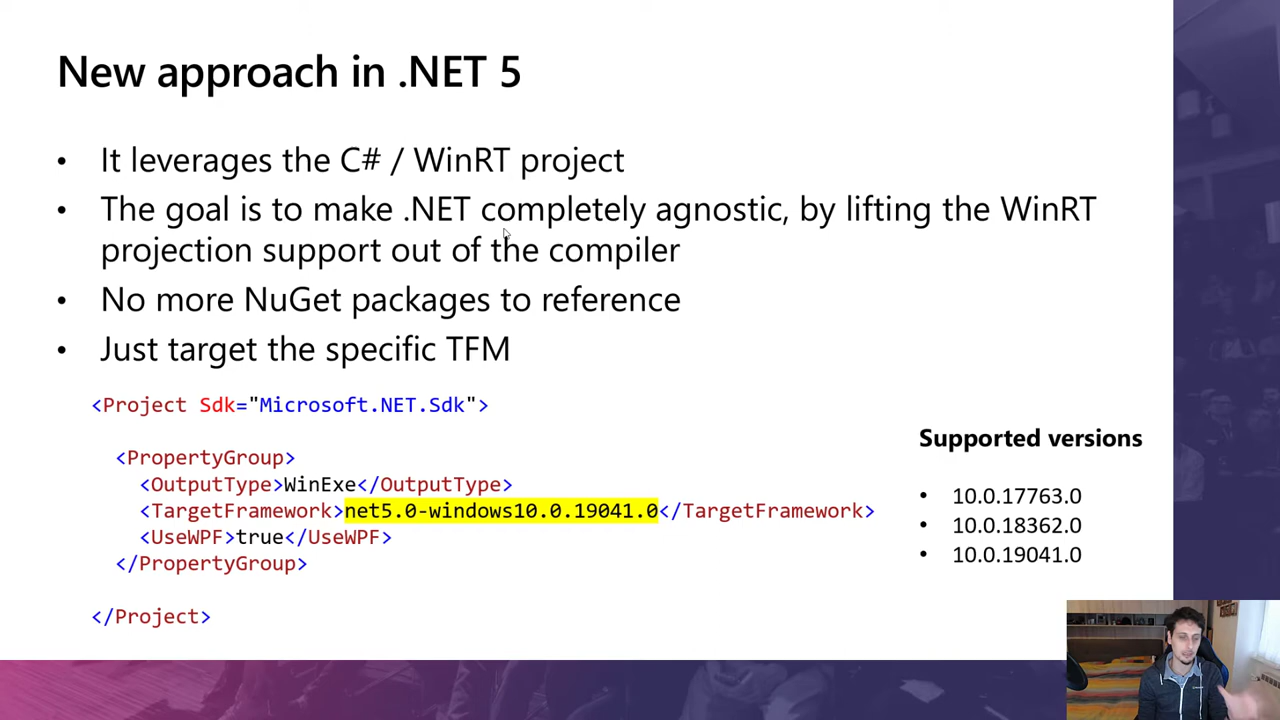 New approach in .NET 5
• It leverages the C# / WinRT project
• The goal is to make .NET completely agnostic, by lifting the WinRT
projection support out of the compiler
• No more NuGet packages to reference
• Just target the specific TFM
<Project Sdk="Microsoft.NET.Sdk">
<PropertyGroup>
<OutputType>WinExe</OutputType>
<TargetFramework>net5.0-windows10.0.19041.0</TargetFramework>
<UseWPF>true</UseWPF>
</PropertyGroup>
</Project>
Supported versions
• 10.0.17763.0
• 10.0.18362.0
• 10.0.19041.0